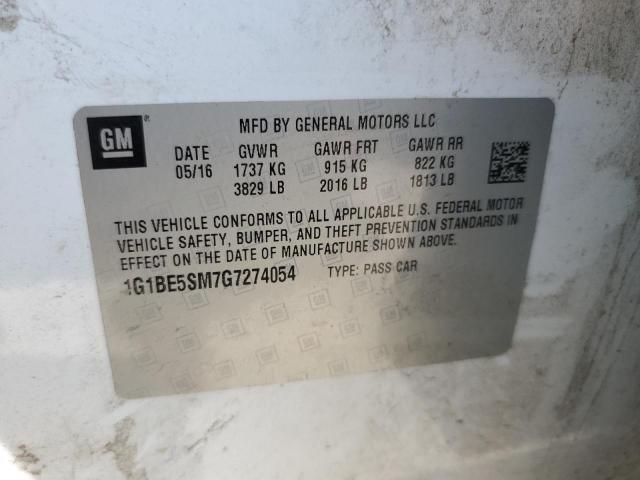 GM ® MFD BY GENERAL MOTORS LLC
DATE GVWR GAWR FRT GAWR RR
05/16 1737 KG 915 KG 822 KG
3829 LB 2016 LB 1813 LB
THIS VEHICLE CONFORMS TO ALL APPLICABLE U.S. FEDERAL MOTOR
VEHICLE SAFETY, BUMPER, AND THEFT PREVENTION STANDARDS IN
EFFECT ON THE DATE OF MANUFACTURE SHOWN ABOVE.
1G1BE5SM7G7274054 TYPE: PASS CAR